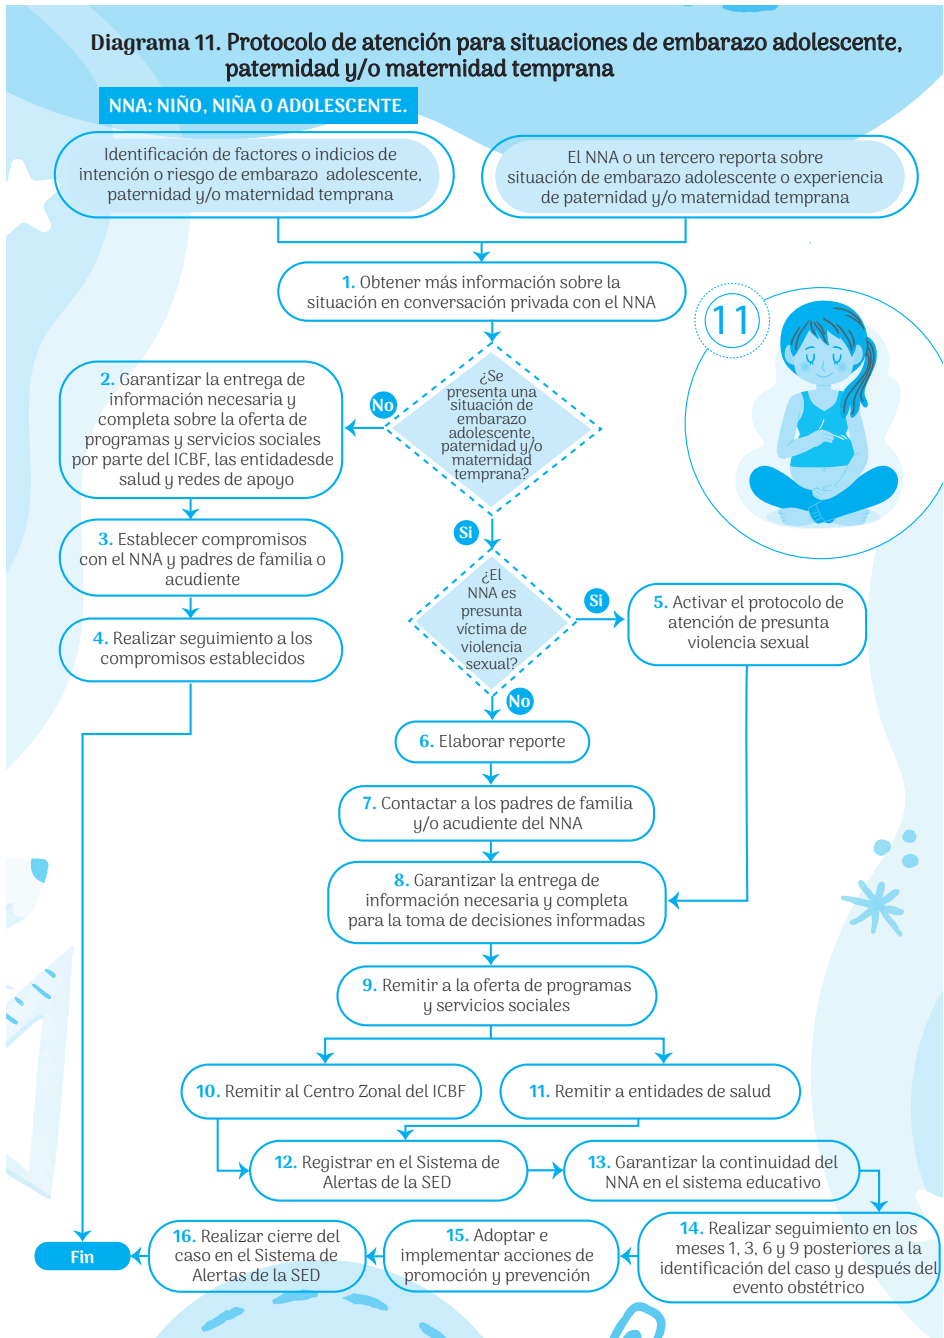 Diagrama 11. Protocolo de atención para situaciones de embarazo adolescente,
paternidad y/o maternidad temprana
NNA: NIÑO, NIÑA O ADOLESCENTE.
Identificación de factores o indicios de
intención o riesgo de embarazo adolescente,
paternidad y/o maternidad temprana
El NNA o un tercero reporta sobre
situación de embarazo adolescente o experiencia
de paternidad y/o maternidad temprana
1. Obtener más información sobre la
situación en conversación privada con el NNA
11
¿Se
presenta una
situación de
embarazo
adolescente,
paternidad y/o
maternidad
temprana?
No
2. Garantizar la entrega de
información necesaria y
completa sobre la oferta de
programas y servicios sociales
por parte del ICBF, las entidadesde
salud y redes de apoyo
3. Establecer compromisos
con el NNA y padres de familia o
acudiente
4. Realizar seguimiento a los
compromisos establecidos
Si
¿El
NNA es
presunta
víctima de
violencia
sexual?
Si
5. Activar el protocolo de
atención de presunta
violencia sexual
No
6. Elaborar reporte
7. Contactar a los padres de familia
y/o acudiente del NNA
8. Garantizar la entrega de
información necesaria y completa
para la toma de decisiones informadas
9. Remitir a la oferta de programas
y servicios sociales
10. Remitir al Centro Zonal del ICBF
11. Remitir a entidades de salud
12. Registrar en el Sistema de
Alertas de la SED
13. Garantizar la continuidad del
NNA en el sistema educativo
14. Realizar seguimiento en los
meses 1, 3, 6 y 9 posteriores a la
identificación del caso y después del
evento obstétrico
15. Adoptar e
implementar acciones de
promoción y prevención
16. Realizar cierre del
caso en el Sistema de
Alertas de la SED
Fin